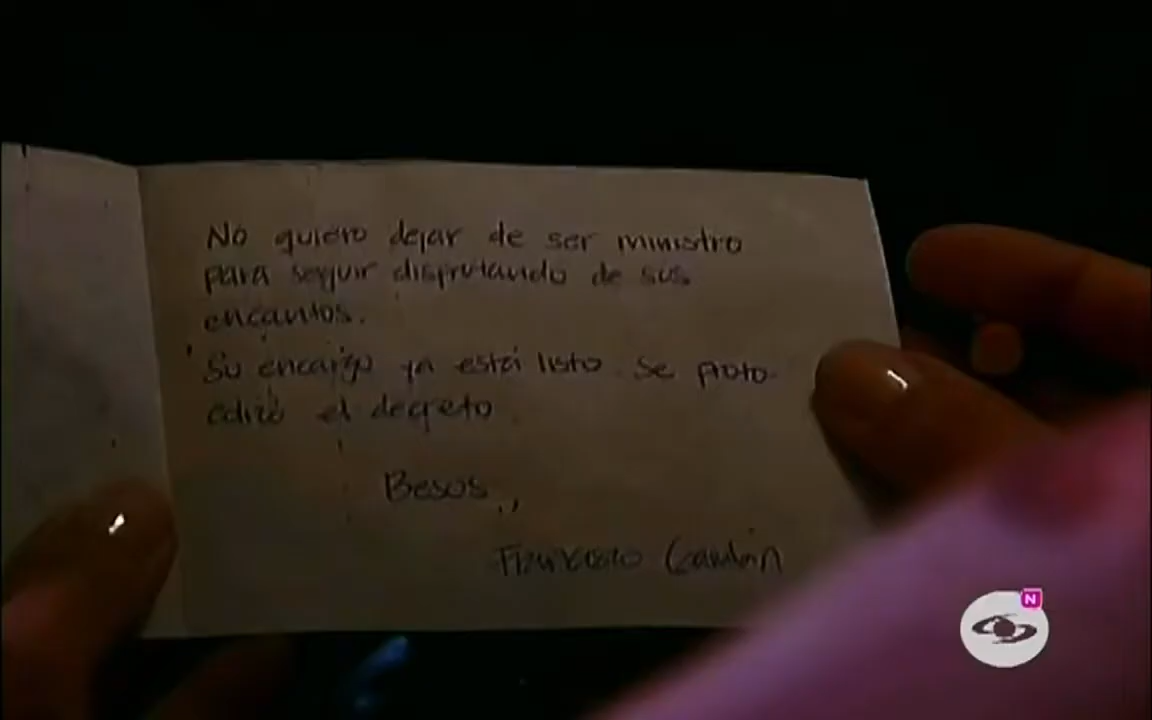 No quiero dejar de ser ministro
para seguir disfrutando de sus
encantos.
Su encargo ya está listo. Se proto-
colizó el decreto.
Besos,,
Francisco
N